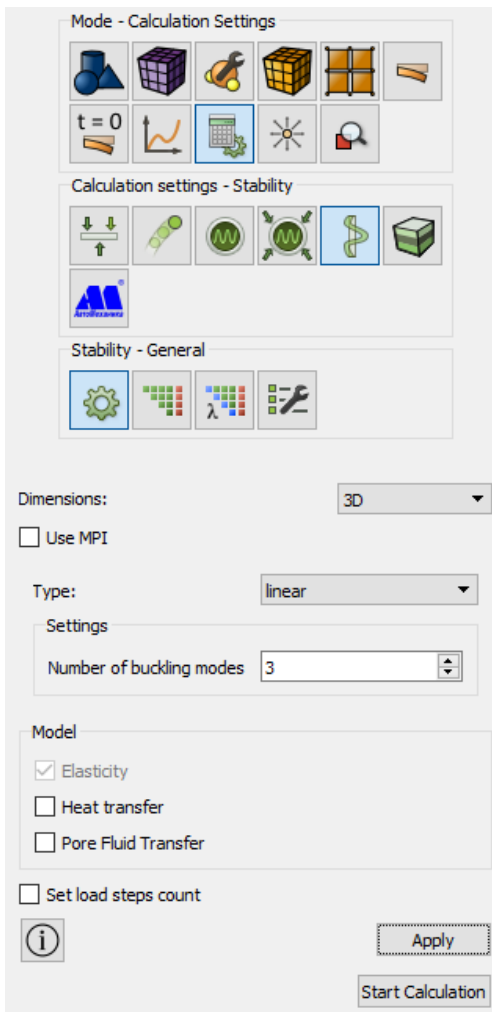 Mode - Calculation Settings
t = 0
Calculation settings - Stability
®
АвтоМеханика
Stability - General
λ
Dimensions: 3D
Use MPI
Type: linear
Settings
Number of buckling modes 3
Model
Elasticity
Heat transfer
Pore Fluid Transfer
Set load steps count
i
Apply
Start Calculation